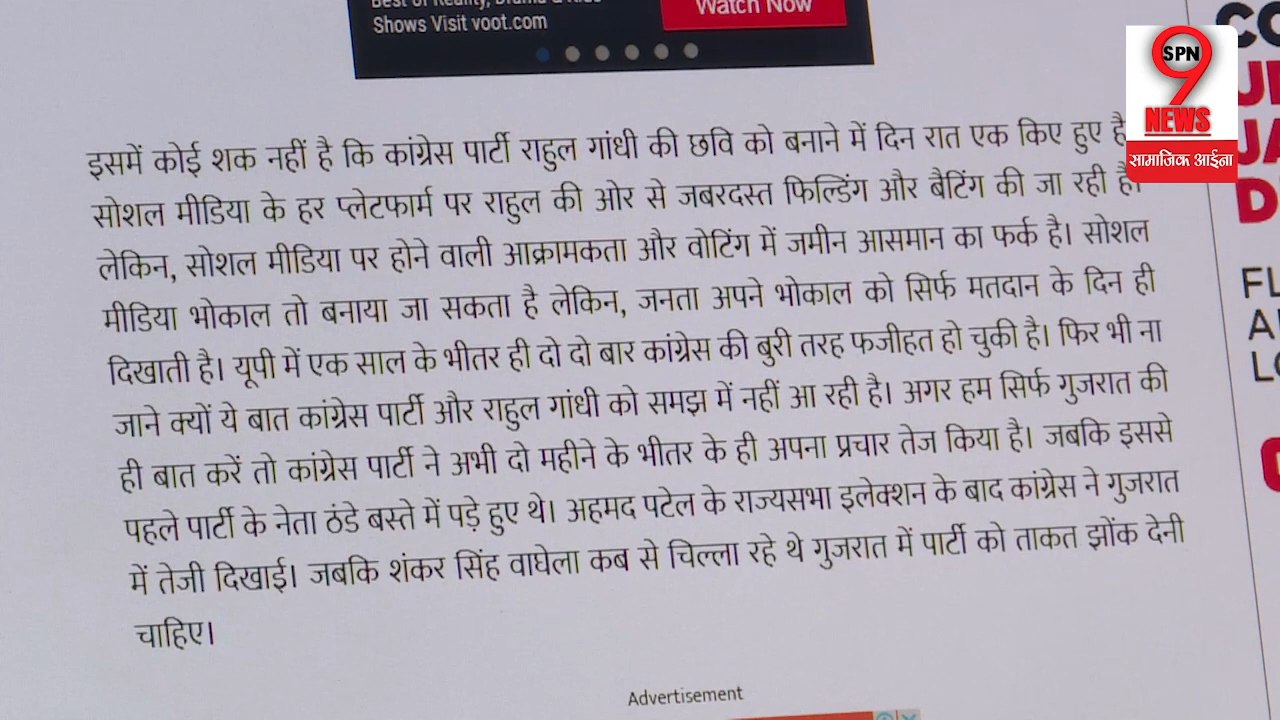 Shows Visit voot.com
Watch Now
SPN
9
NEWS
सामाजिक आईना
इसमें कोई शक नहीं है कि कांग्रेस पार्टी राहुल गांधी की छवि को बनाने में दिन रात एक किए हुए है
सोशल मीडिया के हर प्लेटफार्म पर राहुल की ओर से जबरदस्त फिल्डिंग और बैटिंग की जा रही है।
लेकिन, सोशल मीडिया पर होने वाली आक्रामकता और वोटिंग में जमीन आसमान का फर्क है। सोशल
मीडिया भोकाल तो बनाया जा सकता है लेकिन, जनता अपने भोकाल को सिर्फ मतदान के दिन ही
दिखाती है। यूपी में एक साल के भीतर ही दो दो बार कांग्रेस की बुरी तरह फजीहत हो चुकी है। फिर भी ना
जाने क्यों ये बात कांग्रेस पार्टी और राहुल गांधी को समझ में नहीं आ रही है। अगर हम सिर्फ गुजरात की
ही बात करें तो कांग्रेस पार्टी ने अभी दो महीने के भीतर के ही अपना प्रचार तेज किया है। जबकि इससे
पहले पार्टी के नेता ठंडे बस्ते में पड़े हुए थे। अहमद पटेल के राज्यसभा इलेक्शन के बाद कांग्रेस ने गुजरात
में तेजी दिखाई। जबकि शंकर सिंह वाघेला कब से चिल्ला रहे थे गुजरात में पार्टी को ताकत झोंक देनी
चाहिए।
Advertisement